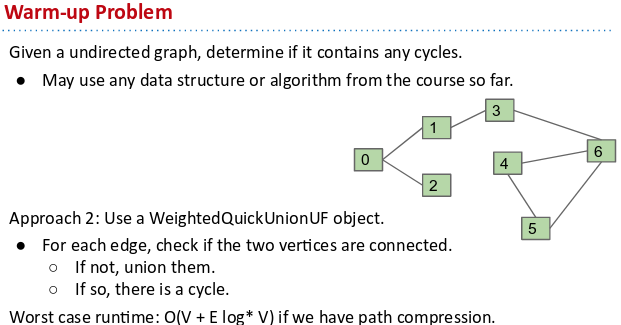 Warm-up Problem
Given a undirected graph, determine if it contains any cycles.
● May use any data structure or algorithm from the course so far.
3
1
0
6
4
2
5
Approach 2: Use a WeightedQuickUnionUF object.
● For each edge, check if the two vertices are connected.
○ If not, union them.
○ If so, there is a cycle.
Worst case runtime: O(V + E log* V) if we have path compression.